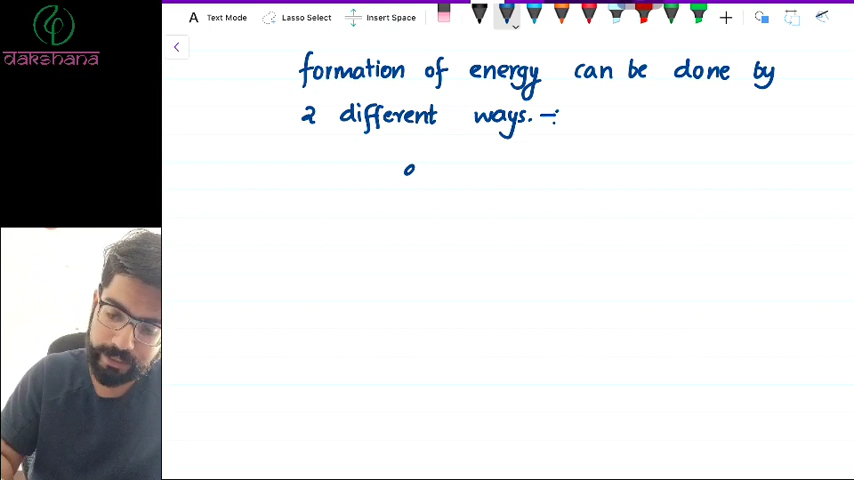 dakshana
A Text Mode Lasso Select Insert Space
formation of energy can be done by
2 different ways. ÷
o